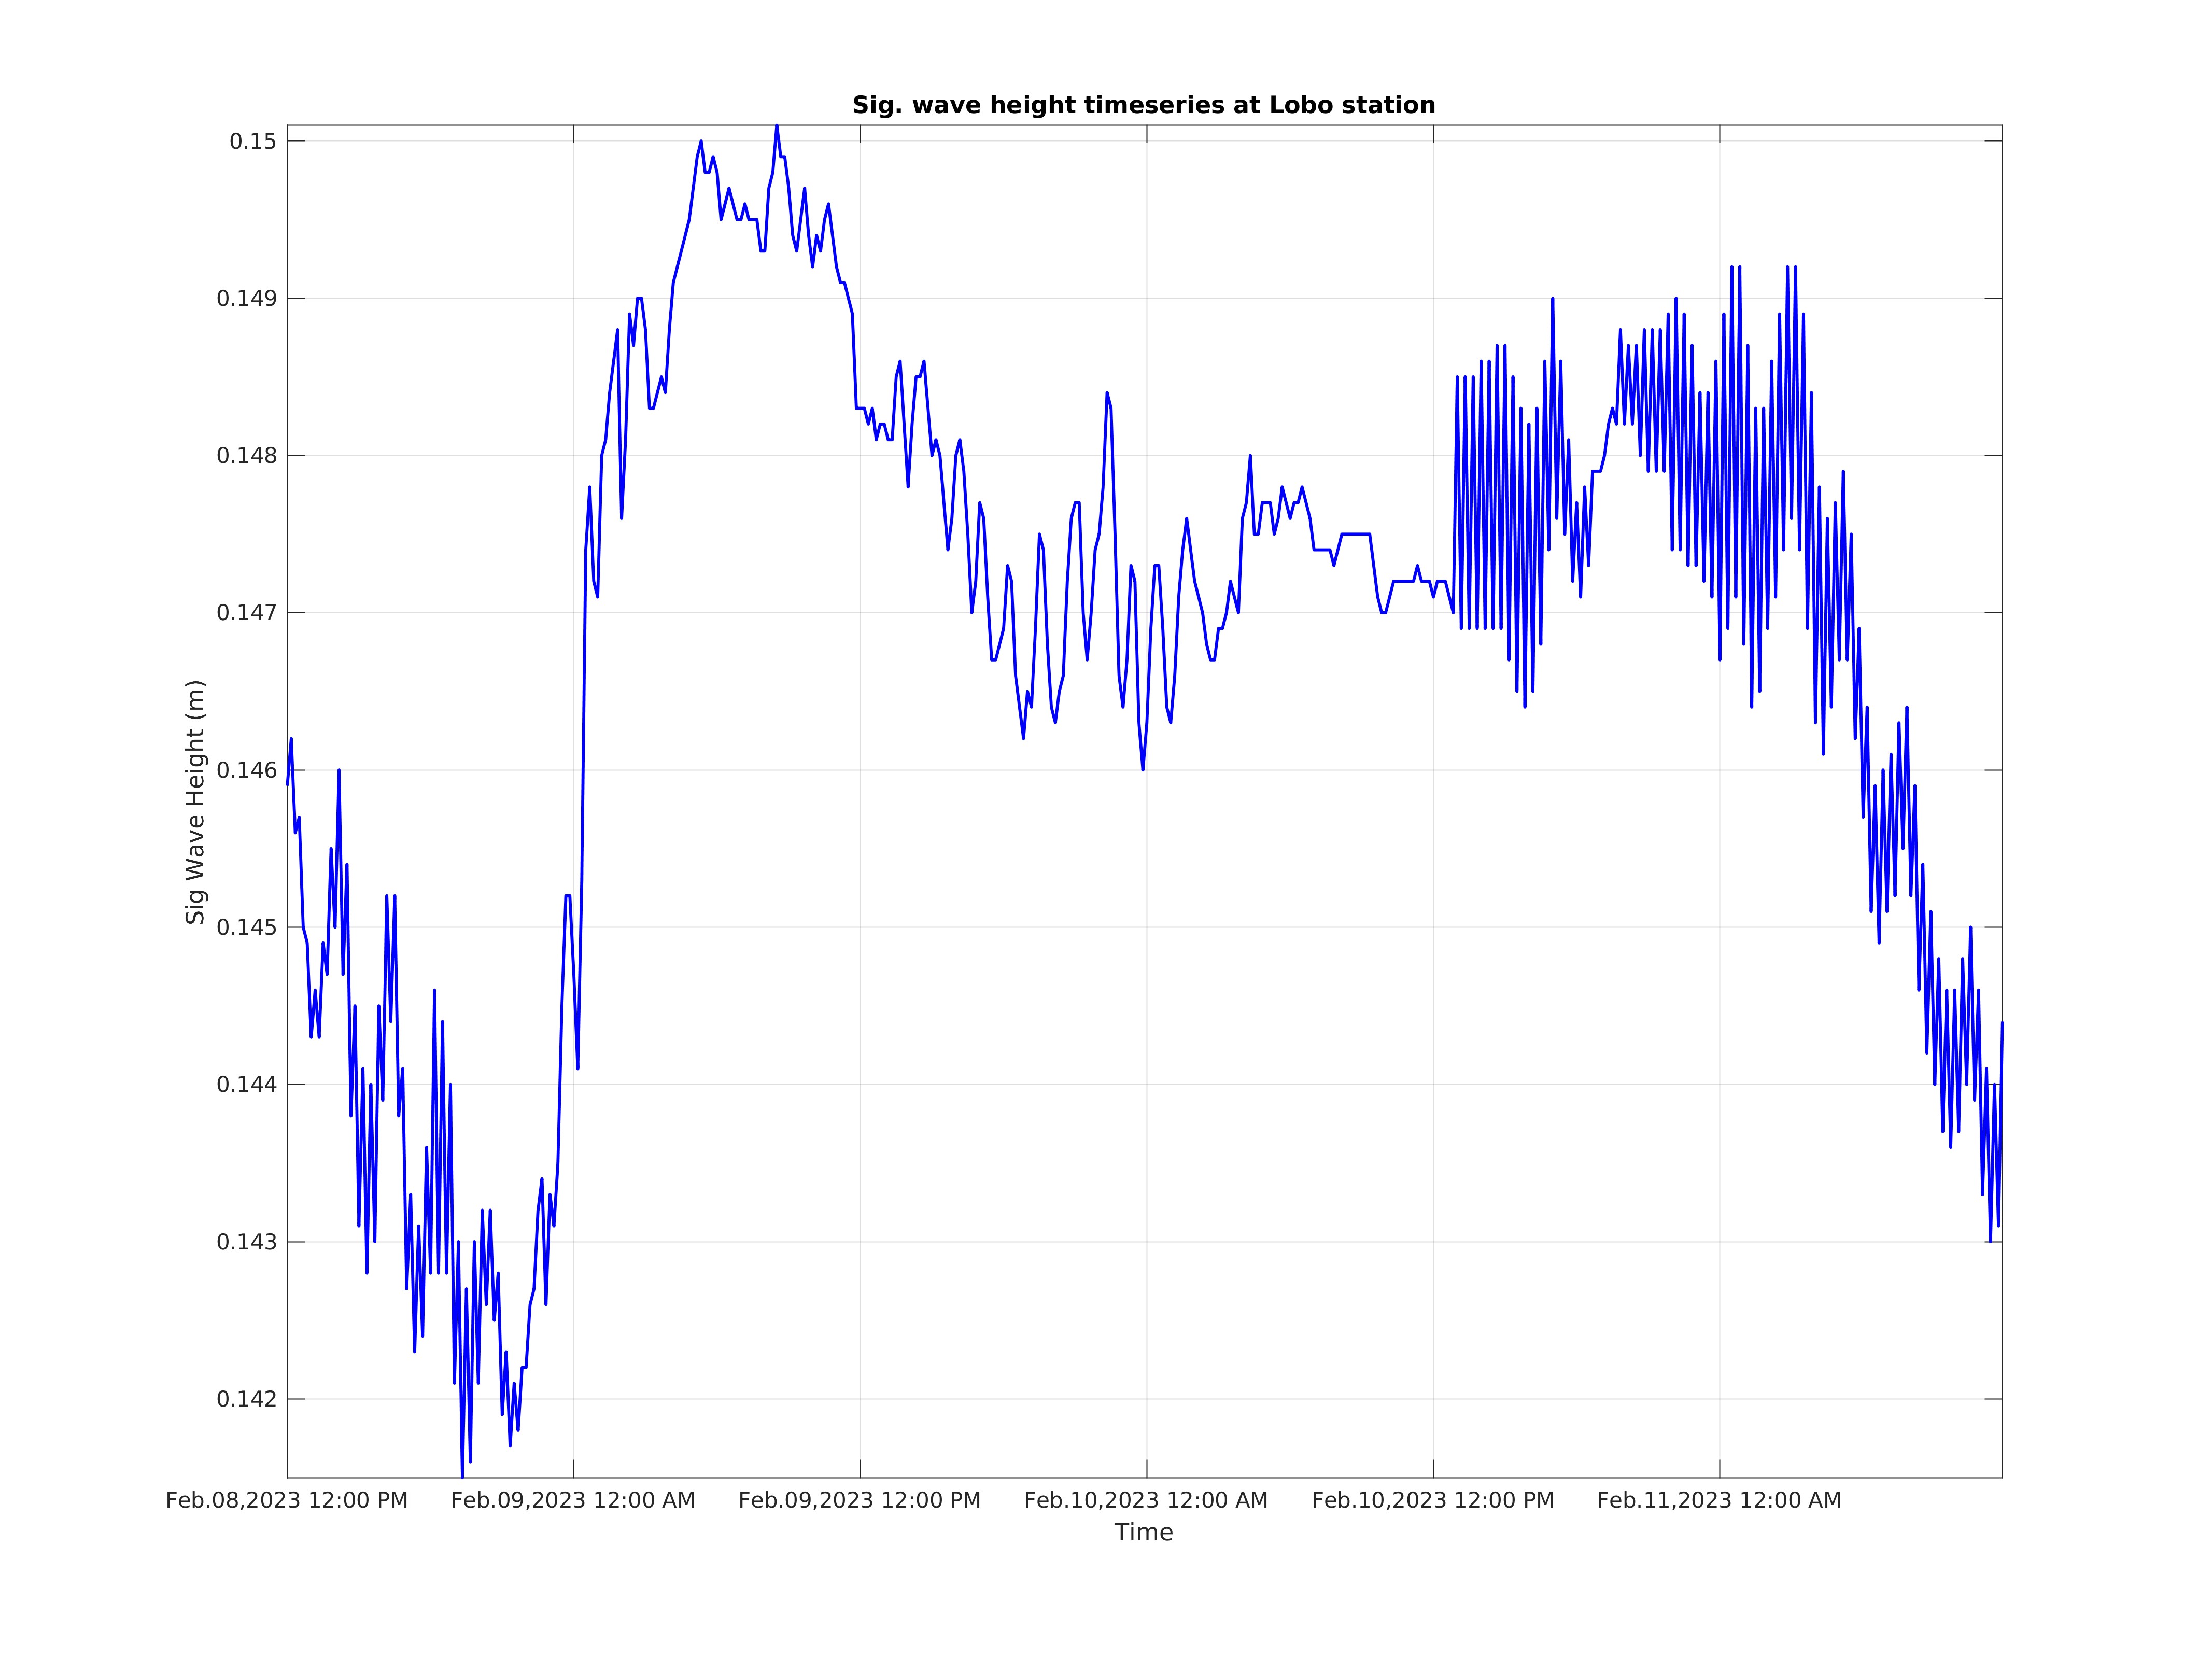 Sig. wave height timeseries at Lobo station
0.15
0.149
0.148
0.147
0.146
0.145
0.144
0.143
0.142
Sig Wave Height (m)
Feb.08,2023 12:00 PM Feb.09,2023 12:00 AM Feb.09,2023 12:00 PM Feb.10,2023 12:00 AM Feb.10,2023 12:00 PM Feb.11,2023 12:00 AM
Time